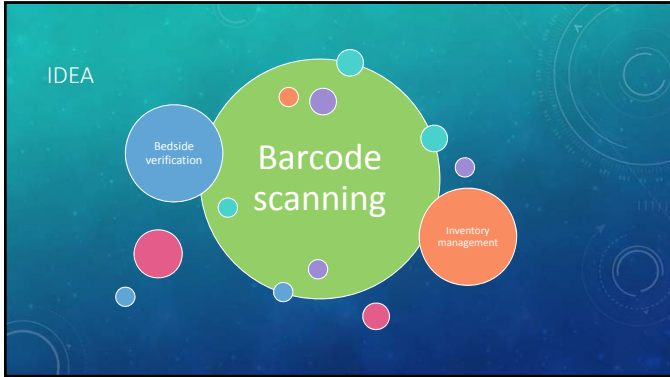 IDEA
Bedside
verification
Barcode
scanning
Inventory
management